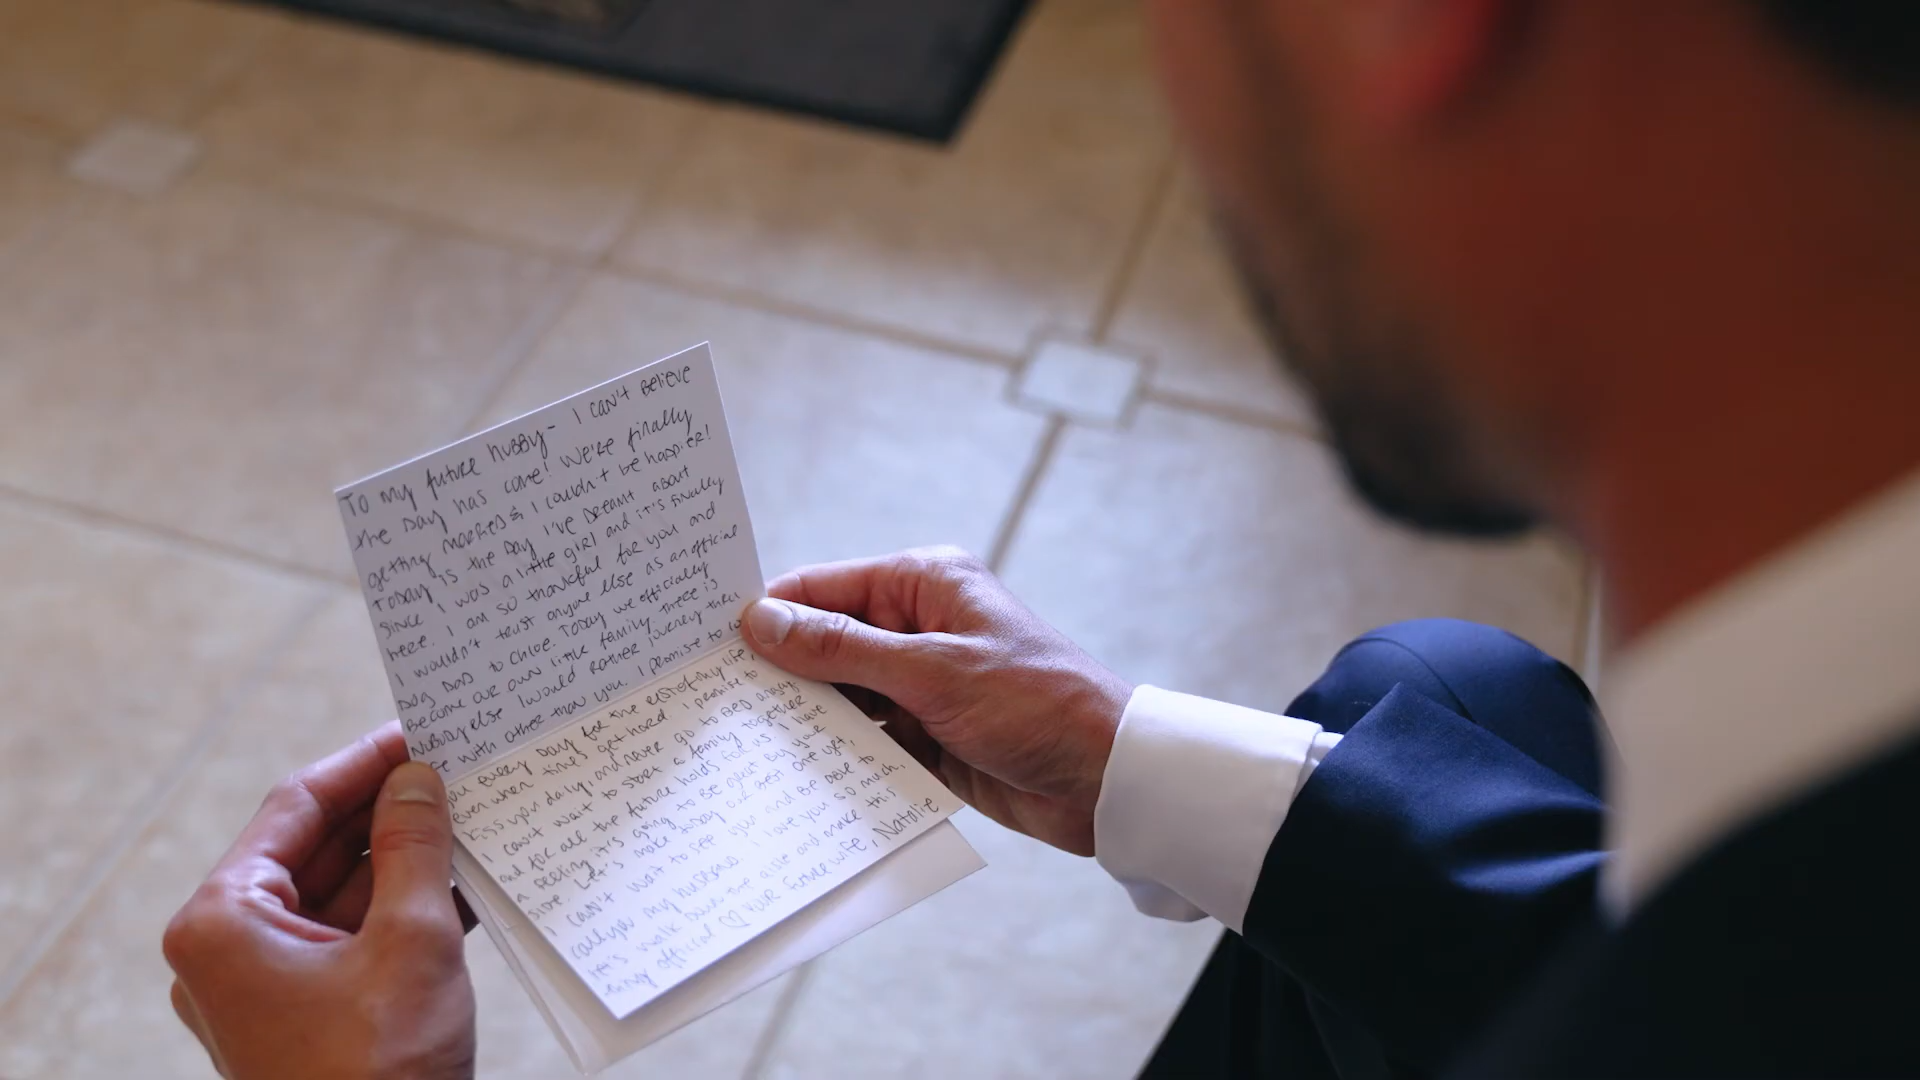 To my future hubby - I can't believe
the day has come! We're finally
getting married & I couldn't be happier!
Today is the day I've dreamt about
since I was a little girl and it's finally
here. I am so thankful for you and
I wouldn't trust anyone else as an official
dog dad to Chloe. Today we officially
become our own little family. There is
nobody else I would rather journey thru
life with other than you. I promise to lo
you every day for the rest of my life,
even when times get hard. I promise to
kiss you daily, and never go to bed angry.
I can't wait to start a family together
and for all the future holds for us. I have
a feeling it's going to be great by your
side. Let's make today our best one yet,
I can't wait to see you and be able to
call you my husband. I love you so much,
let's walk down the aisle and make this
official ♡ Your future wife, Natalie